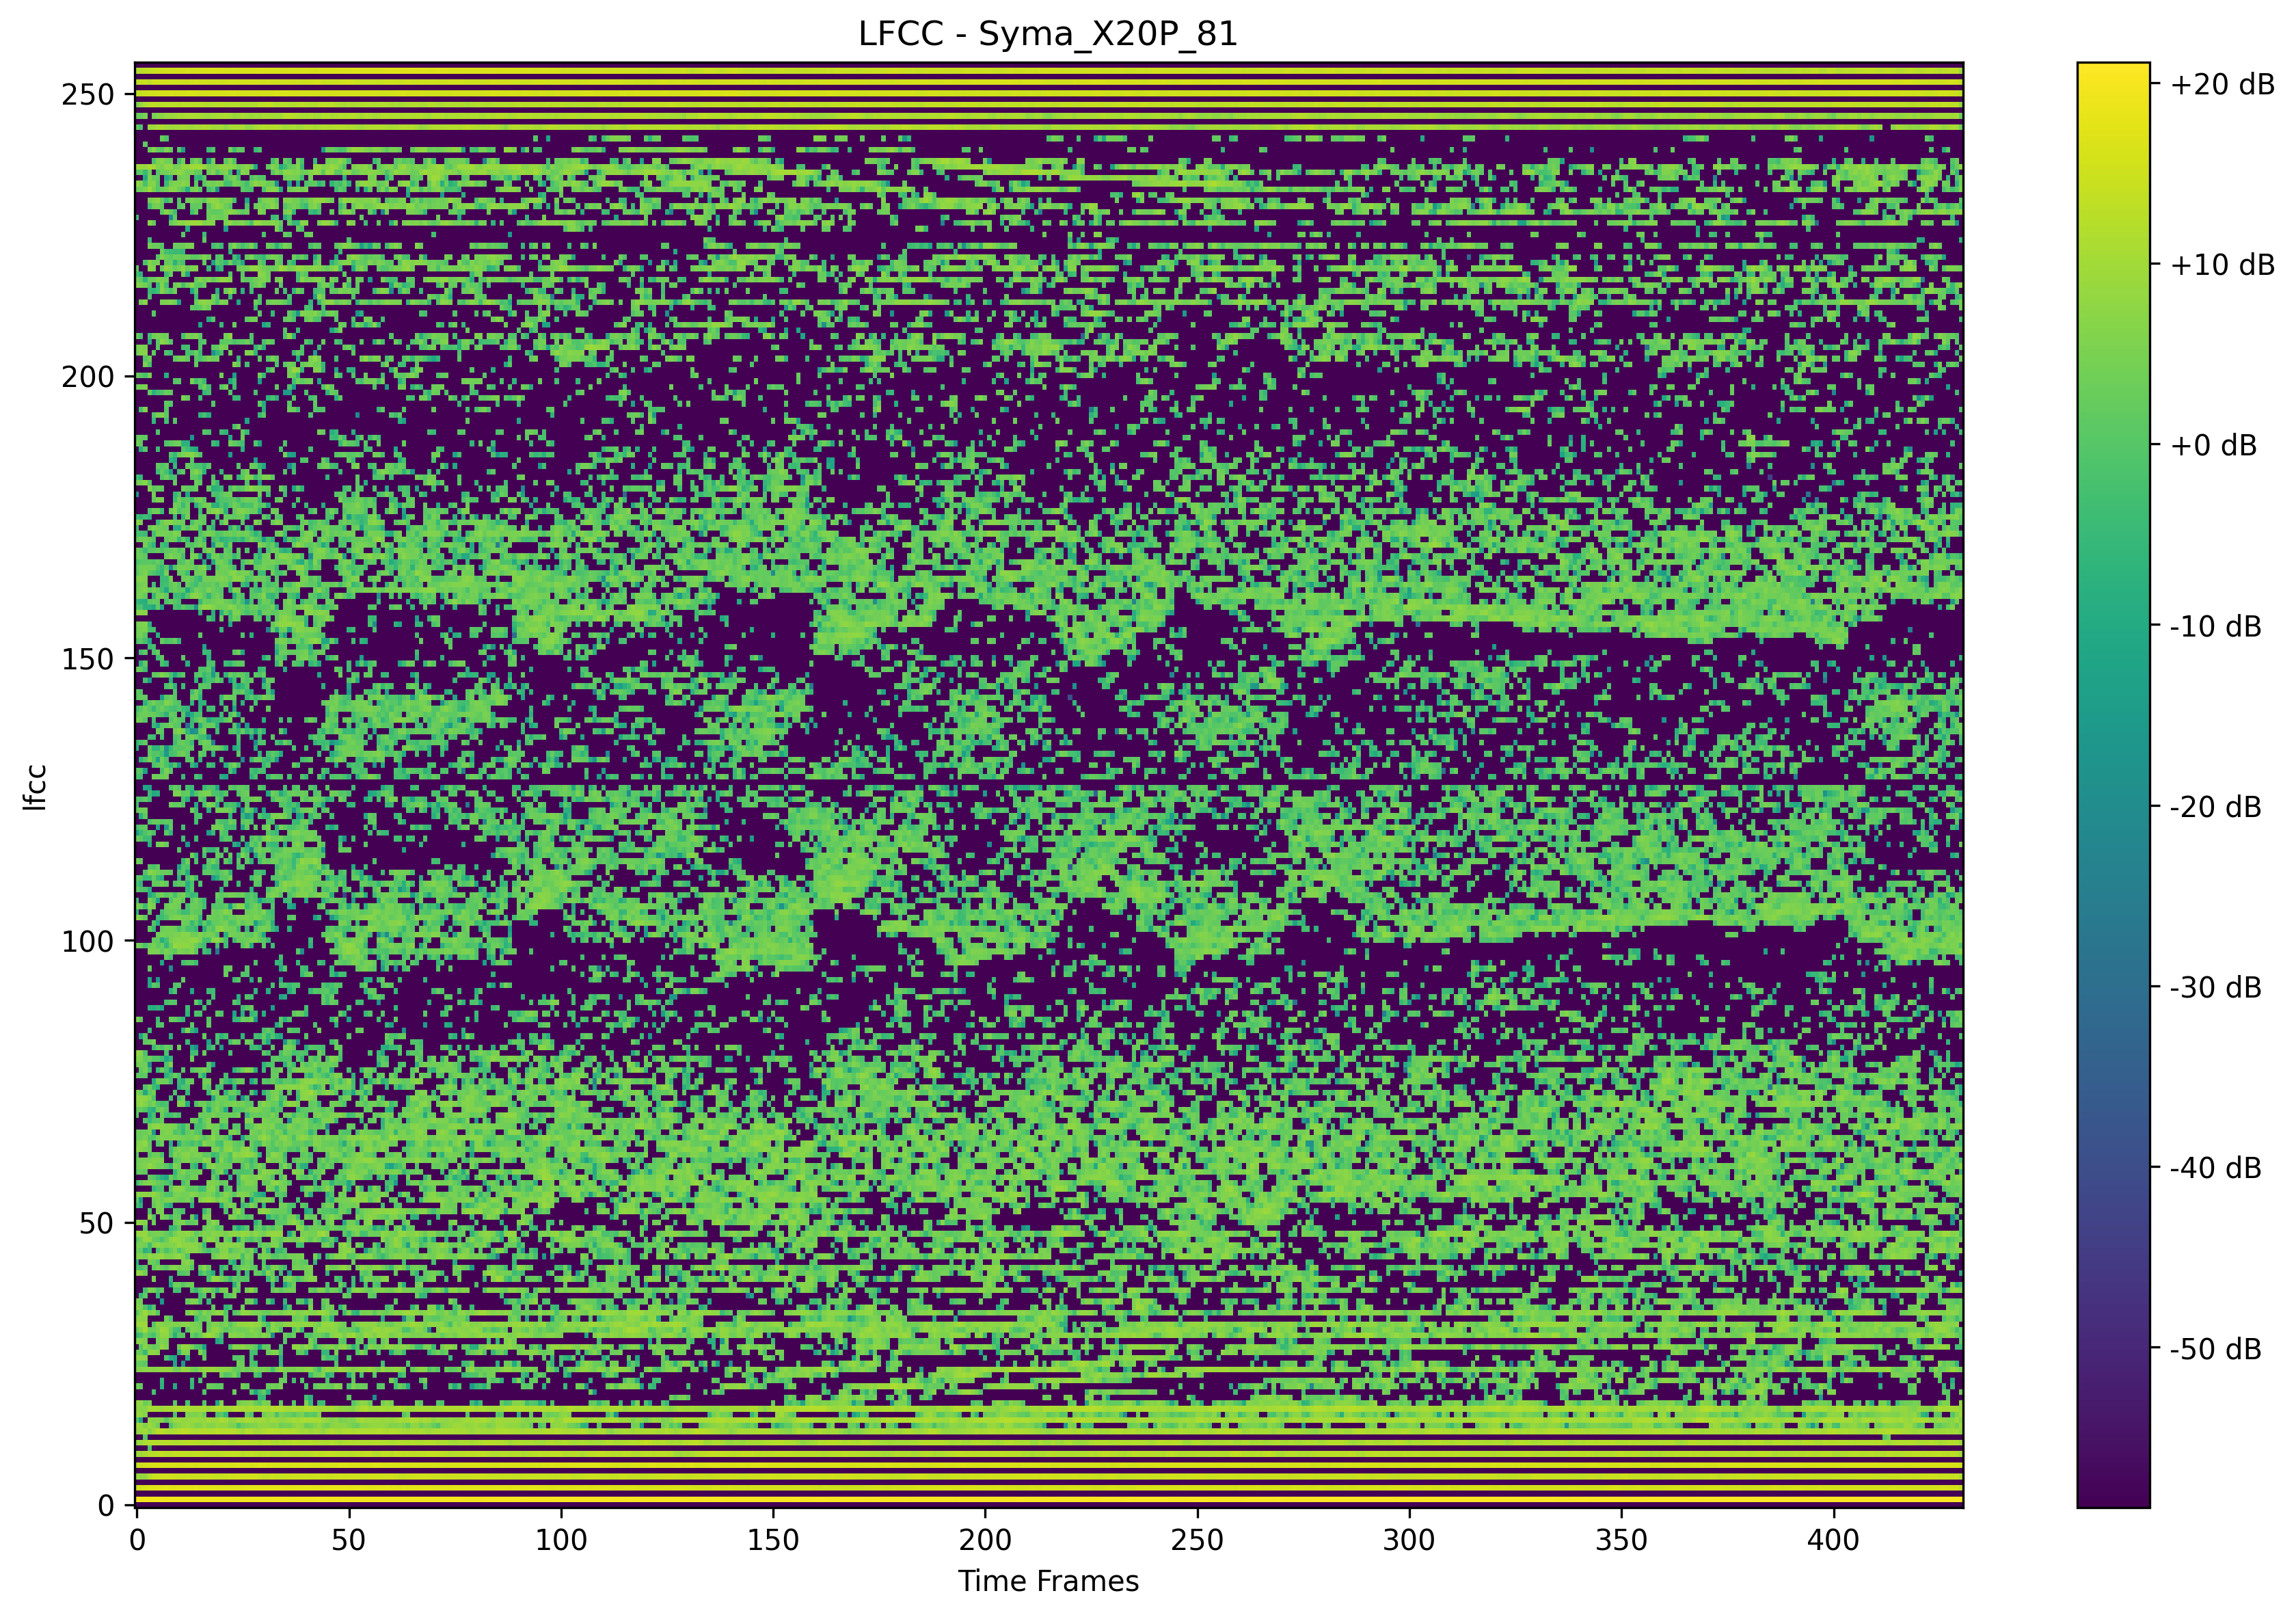 LFCC - Syma_X20P_81
250
200
150
100
50
0
lfcc
0 50 100 150 200 250 300 350 400
Time Frames
+20 dB
+10 dB
+0 dB
-10 dB
-20 dB
-30 dB
-40 dB
-50 dB